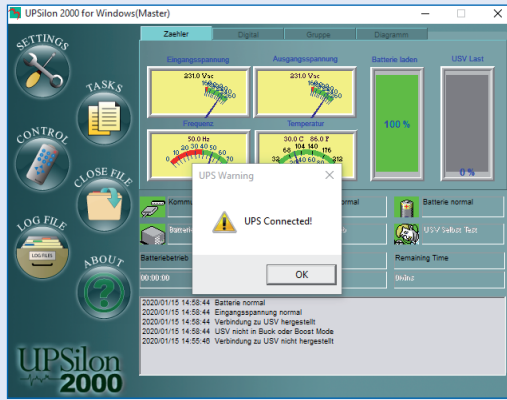 UPSilon 2000 for Windows(Master)
SETTINGS
TASKS
CONTROL
CLOSE FILE
LOG FILE
LOG FILES
ABOUT
UPSilon
2000
Zaehler Digital Gruppe Diagramm
Eingangsspannung Ausgangsspannung Batterie laden USV Last
231.0 Vac 231.0 Vac
Frequenz Temperatur
50.0 Hz 30.0 C 86.0 F
100 %
0 %
UPS Warning
UPS Connected!
OK
Batterie normal
USV Selbst Test
Batteriebetrieb Remaining Time
00:00:00
2020/01/15 14:58:44 Batterie normal
2020/01/15 14:58:44 Eingangsspannung normal
2020/01/15 14:58:44 Verbindung zu USV hergestellt
2020/01/15 14:58:44 USV nicht in Buck oder Boost Mode
2020/01/15 14:55:46 Verbindung zu USV nicht hergestellt